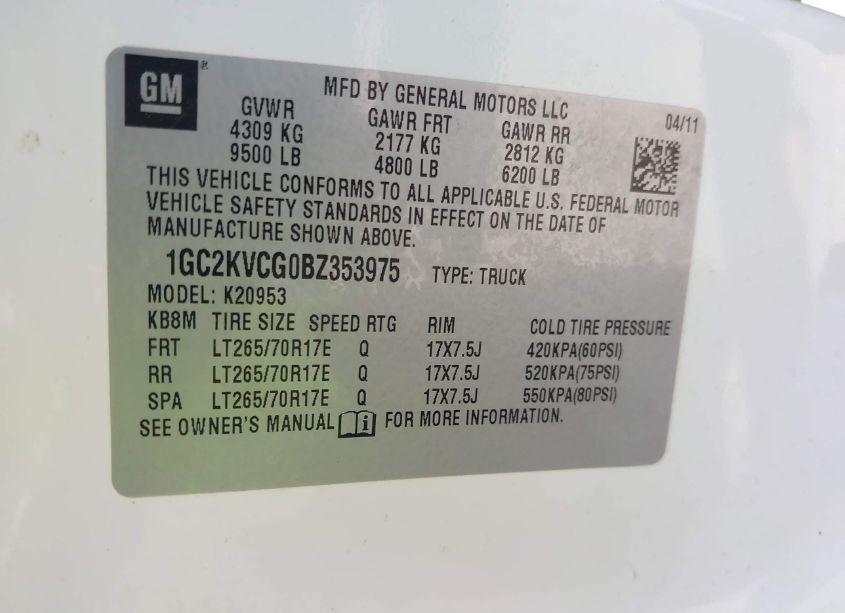 GM®
MFD BY GENERAL MOTORS LLC
04/11
GVWR GAWR FRT GAWR RR
4309 KG 2177 KG 2812 KG
9500 LB 4800 LB 6200 LB
THIS VEHICLE CONFORMS TO ALL APPLICABLE U.S. FEDERAL MOTOR
VEHICLE SAFETY STANDARDS IN EFFECT ON THE DATE OF
MANUFACTURE SHOWN ABOVE.
1GC2KVCG0BZ353975 TYPE: TRUCK
MODEL: K20953
KB8M TIRE SIZE SPEED RTG RIM COLD TIRE PRESSURE
FRT LT265/70R17E Q 17X7.5J 420KPA(60PSI)
RR LT265/70R17E Q 17X7.5J 520KPA(75PSI)
SPA LT265/70R17E Q 17X7.5J 550KPA(80PSI)
SEE OWNER'S MANUAL i FOR MORE INFORMATION.